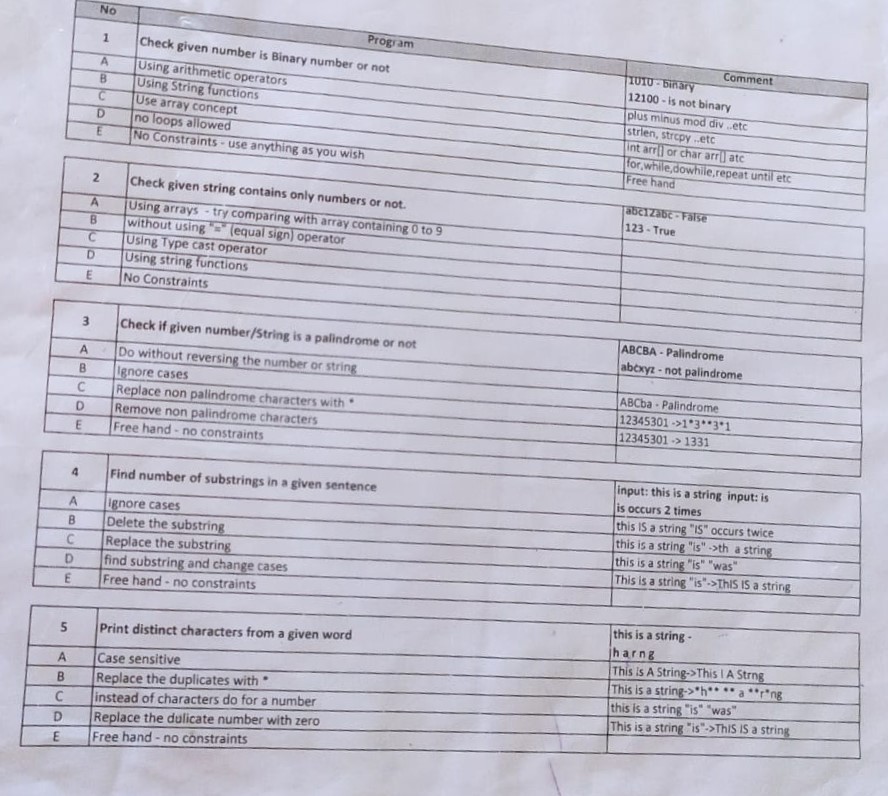 No Program Comment
1 Check given number is Binary number or not 1010 - binary
12100 - is not binary
A Using arithmetic operators plus minus mod div ..etc
B Using String functions strlen, strcpy ..etc
C Use array concept int arr[] or char arr[] atc
D no loops allowed for,while,dowhile,repeat until etc
E No Constraints - use anything as you wish Free hand
2 Check given string contains only numbers or not. abc12abc - False
123 - True
A Using arrays - try comparing with array containing 0 to 9
B without using "=" (equal sign) operator
C Using Type cast operator
D Using string functions
E No Constraints
3 Check if given number/String is a palindrome or not ABCBA - Palindrome
abcxyz - not palindrome
A Do without reversing the number or string
B Ignore cases ABCba - Palindrome
C Replace non palindrome characters with * 12345301 ->1*3**3*1
D Remove non palindrome characters 12345301 -> 1331
E Free hand - no constraints
4 Find number of substrings in a given sentence input: this is a string input: is
is occurs 2 times
A Ignore cases this IS a string "IS" occurs twice
B Delete the substring this is a string "is" ->th a string
C Replace the substring this is a string "is" "was"
D find substring and change cases This is a string "is"->ThIS IS a string
E Free hand - no constraints
5 Print distinct characters from a given word this is a string -
h a r n g
A Case sensitive This is A String->This I A Strng
B Replace the duplicates with * This is a string->*h** ** a **r*ng
C instead of characters do for a number this is a string "is" "was"
D Replace the dulicate number with zero This is a string "is"->ThIS IS a string
E Free hand - no constraints